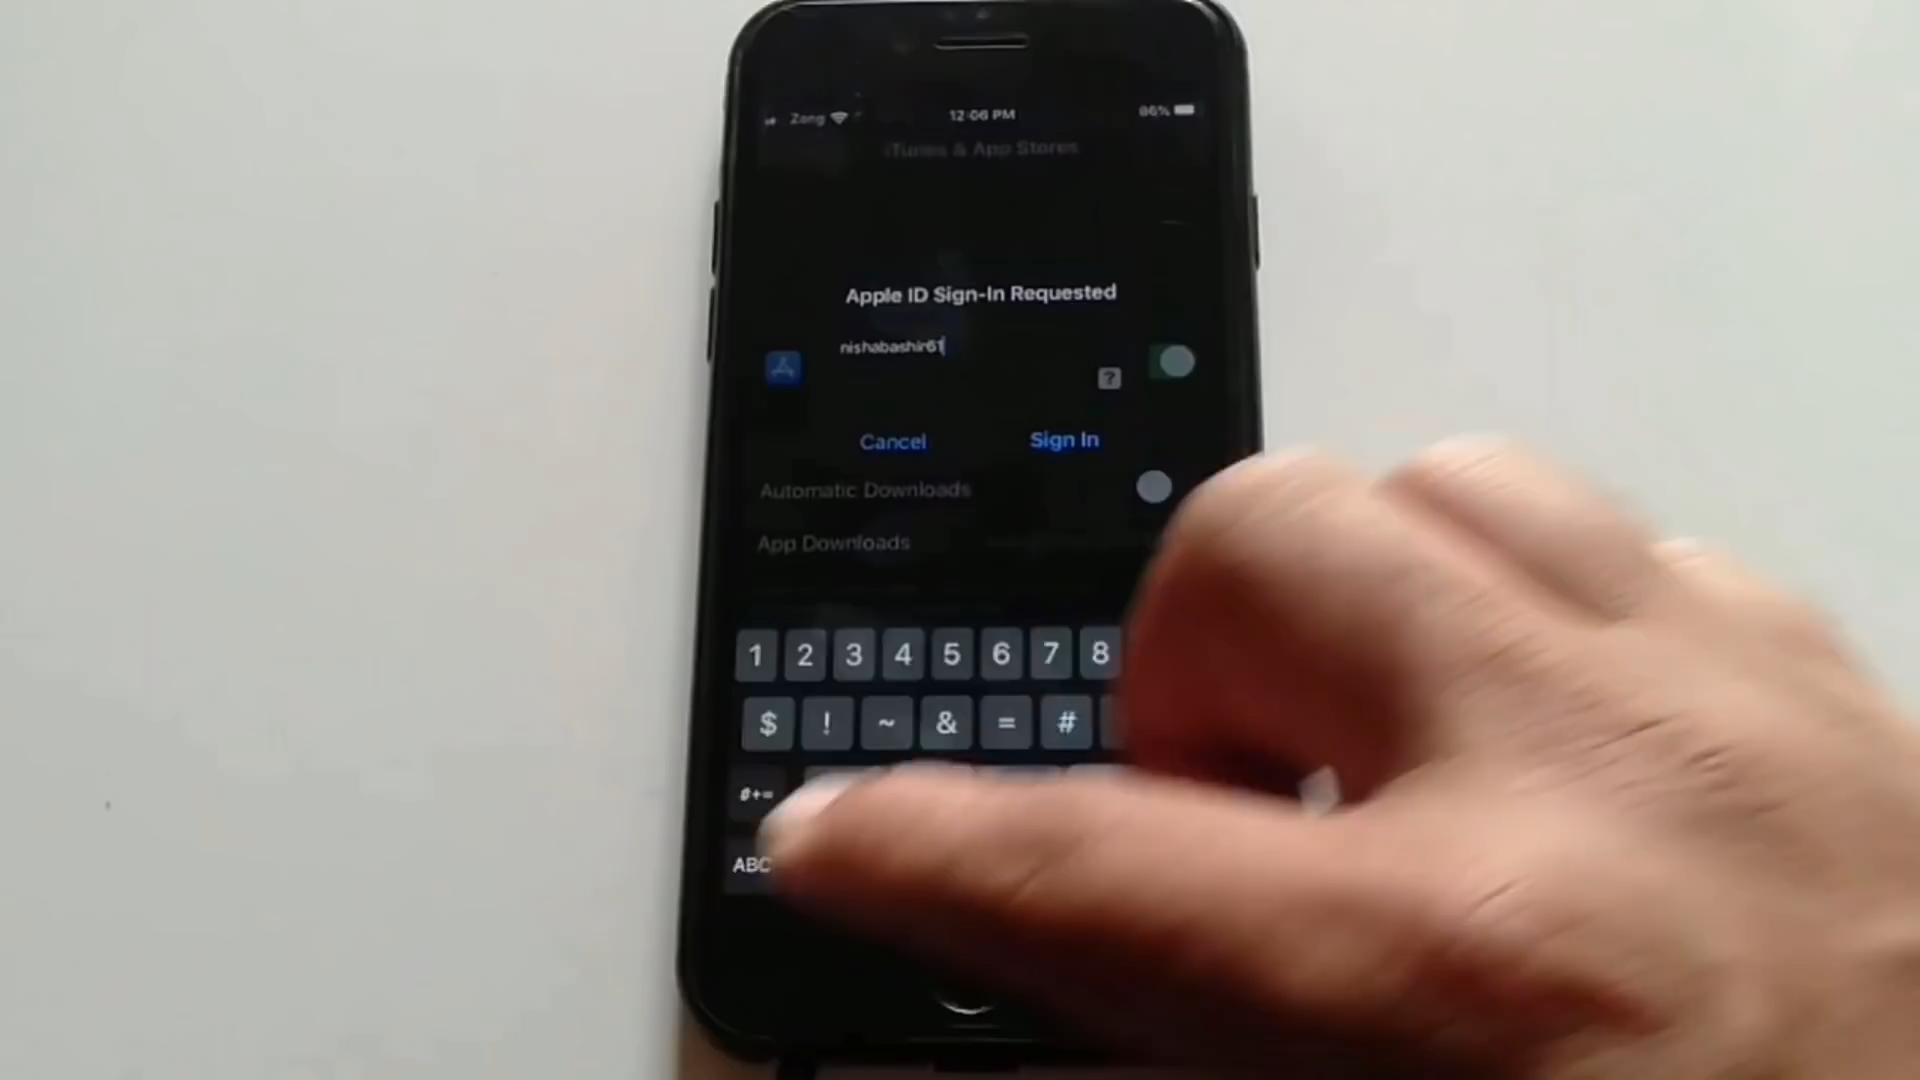 Zong 12:06 PM 86%
iTunes & App Stores
Apple ID Sign-In Requested
nishabashir61
?
Cancel Sign In
Automatic Downloads
App Downloads
1 2 3 4 5 6 7 8
$ ! ~ & = #
#+=
ABC